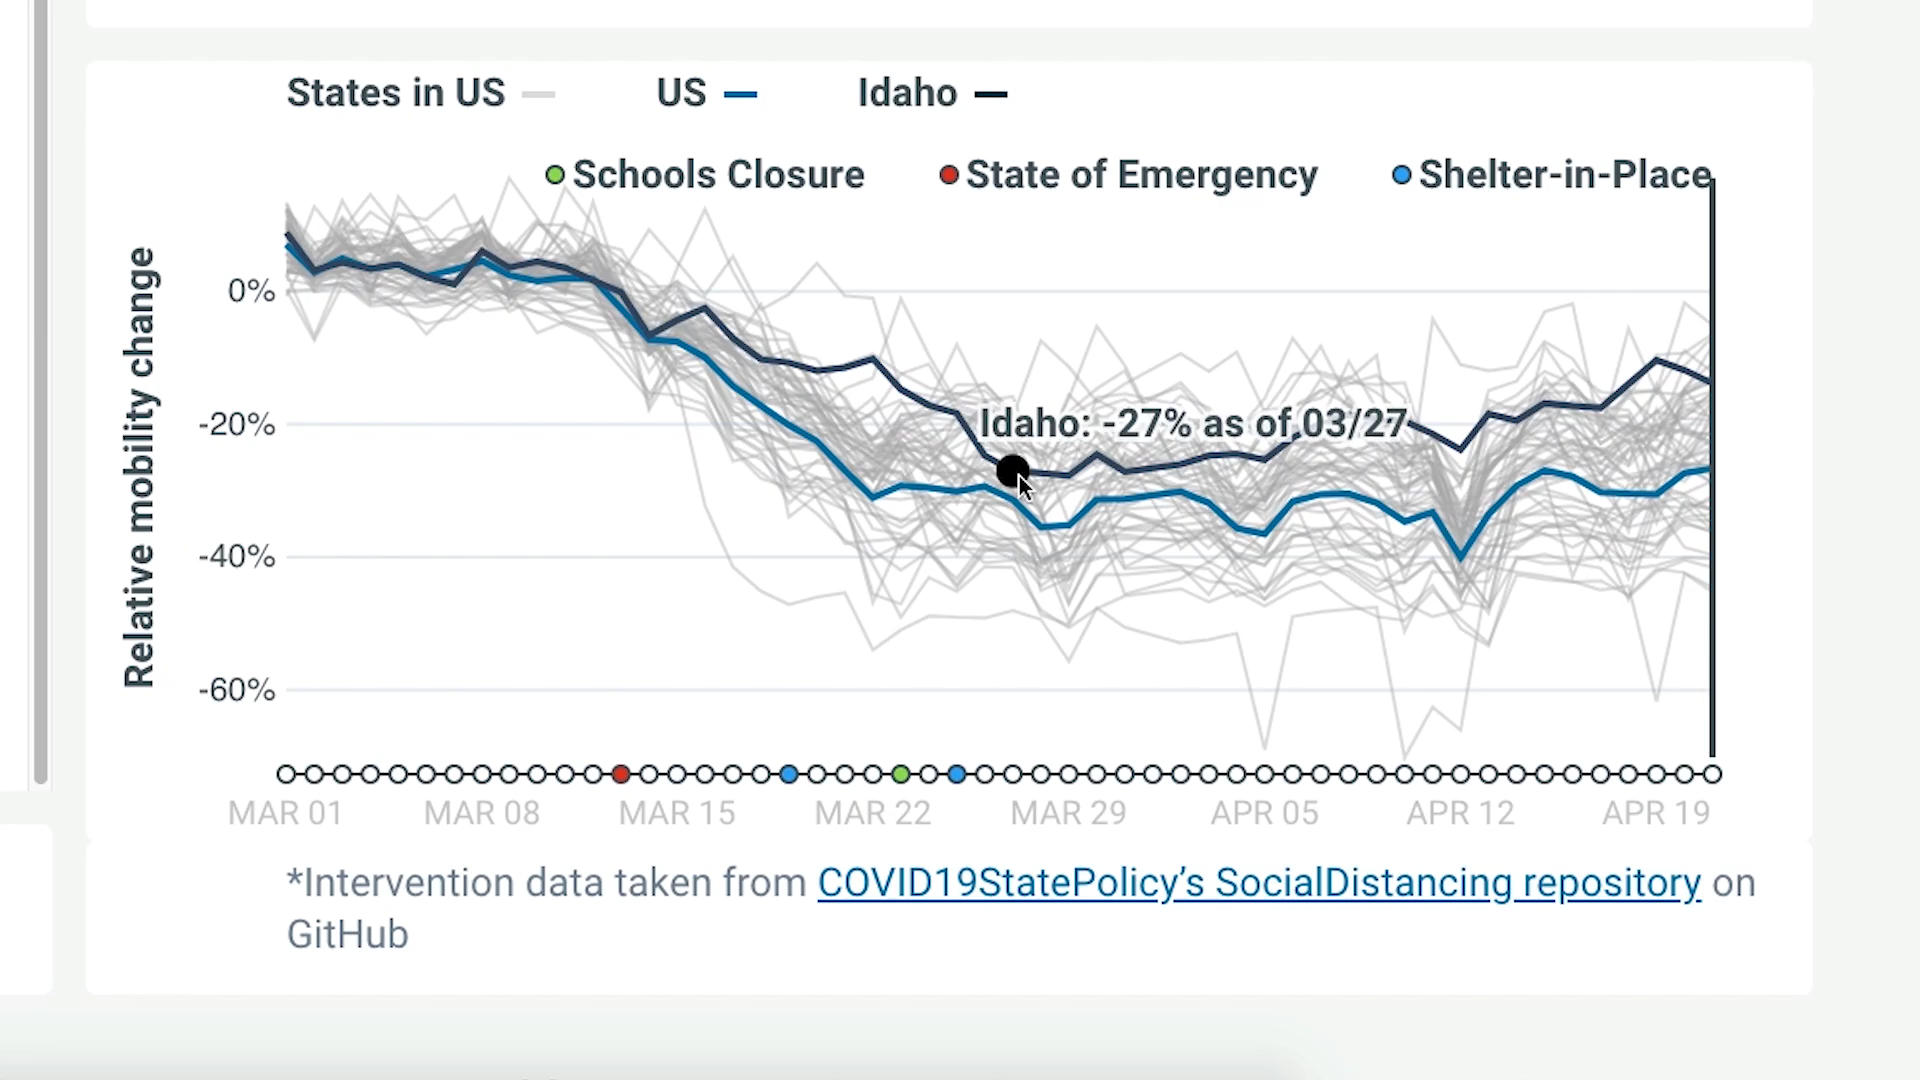 States in US
US
Idaho
Schools Closure
State of Emergency
Shelter-in-Place
Relative mobility change
0%
-20%
-40%
-60%
Idaho: -27% as of 03/27
MAR 01
MAR 08
MAR 15
MAR 22
MAR 29
APR 05
APR 12
APR 19
*Intervention data taken from COVID19StatePolicy’s SocialDistancing repository on
GitHub